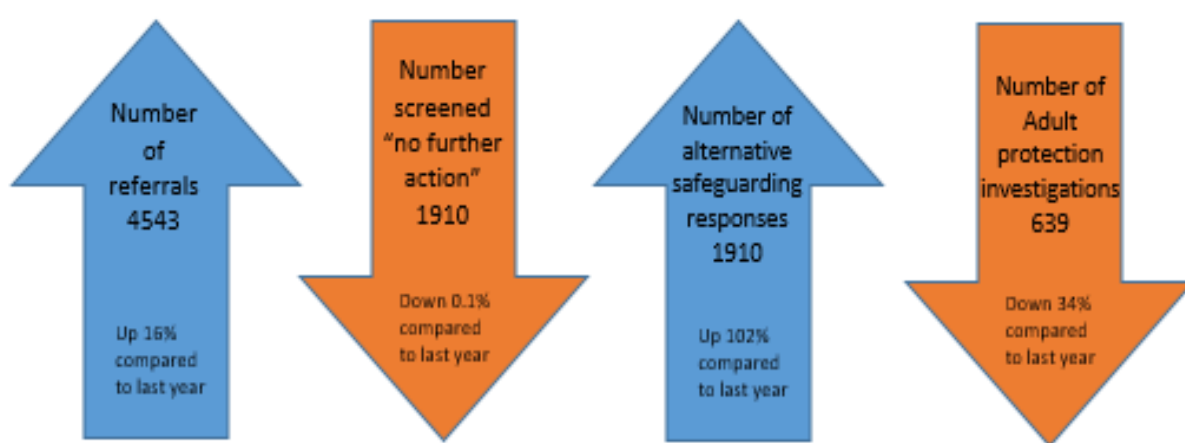 Number
of
referrals
4543
Up 16%
compared
to last year
Number
screened
“no further
action”
1910
Down 0.1%
compared
to last year
Number of
alternative
safeguarding
responses
1910
Up 102%
compared
to last year
Number of
Adult
protection
investigations
639
Down 34%
compared
to last year